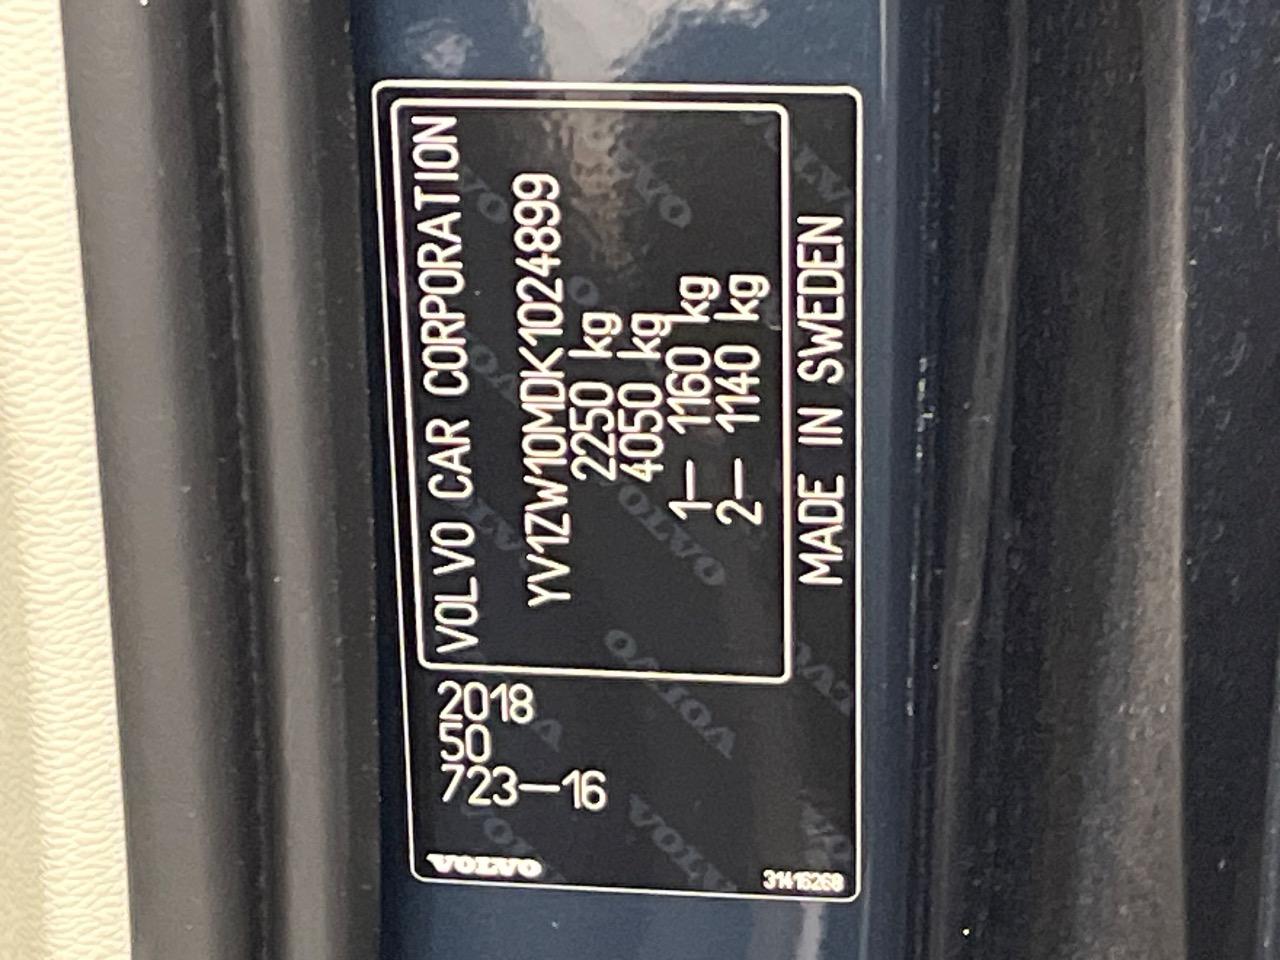 VOLVO CAR CORPORATION
YV1ZW10MDK1024899
2250 kg
4050 kg
1– 1160 kg
2– 1140 kg
MADE IN SWEDEN
2018
50
723–16
VOLVO
31416268